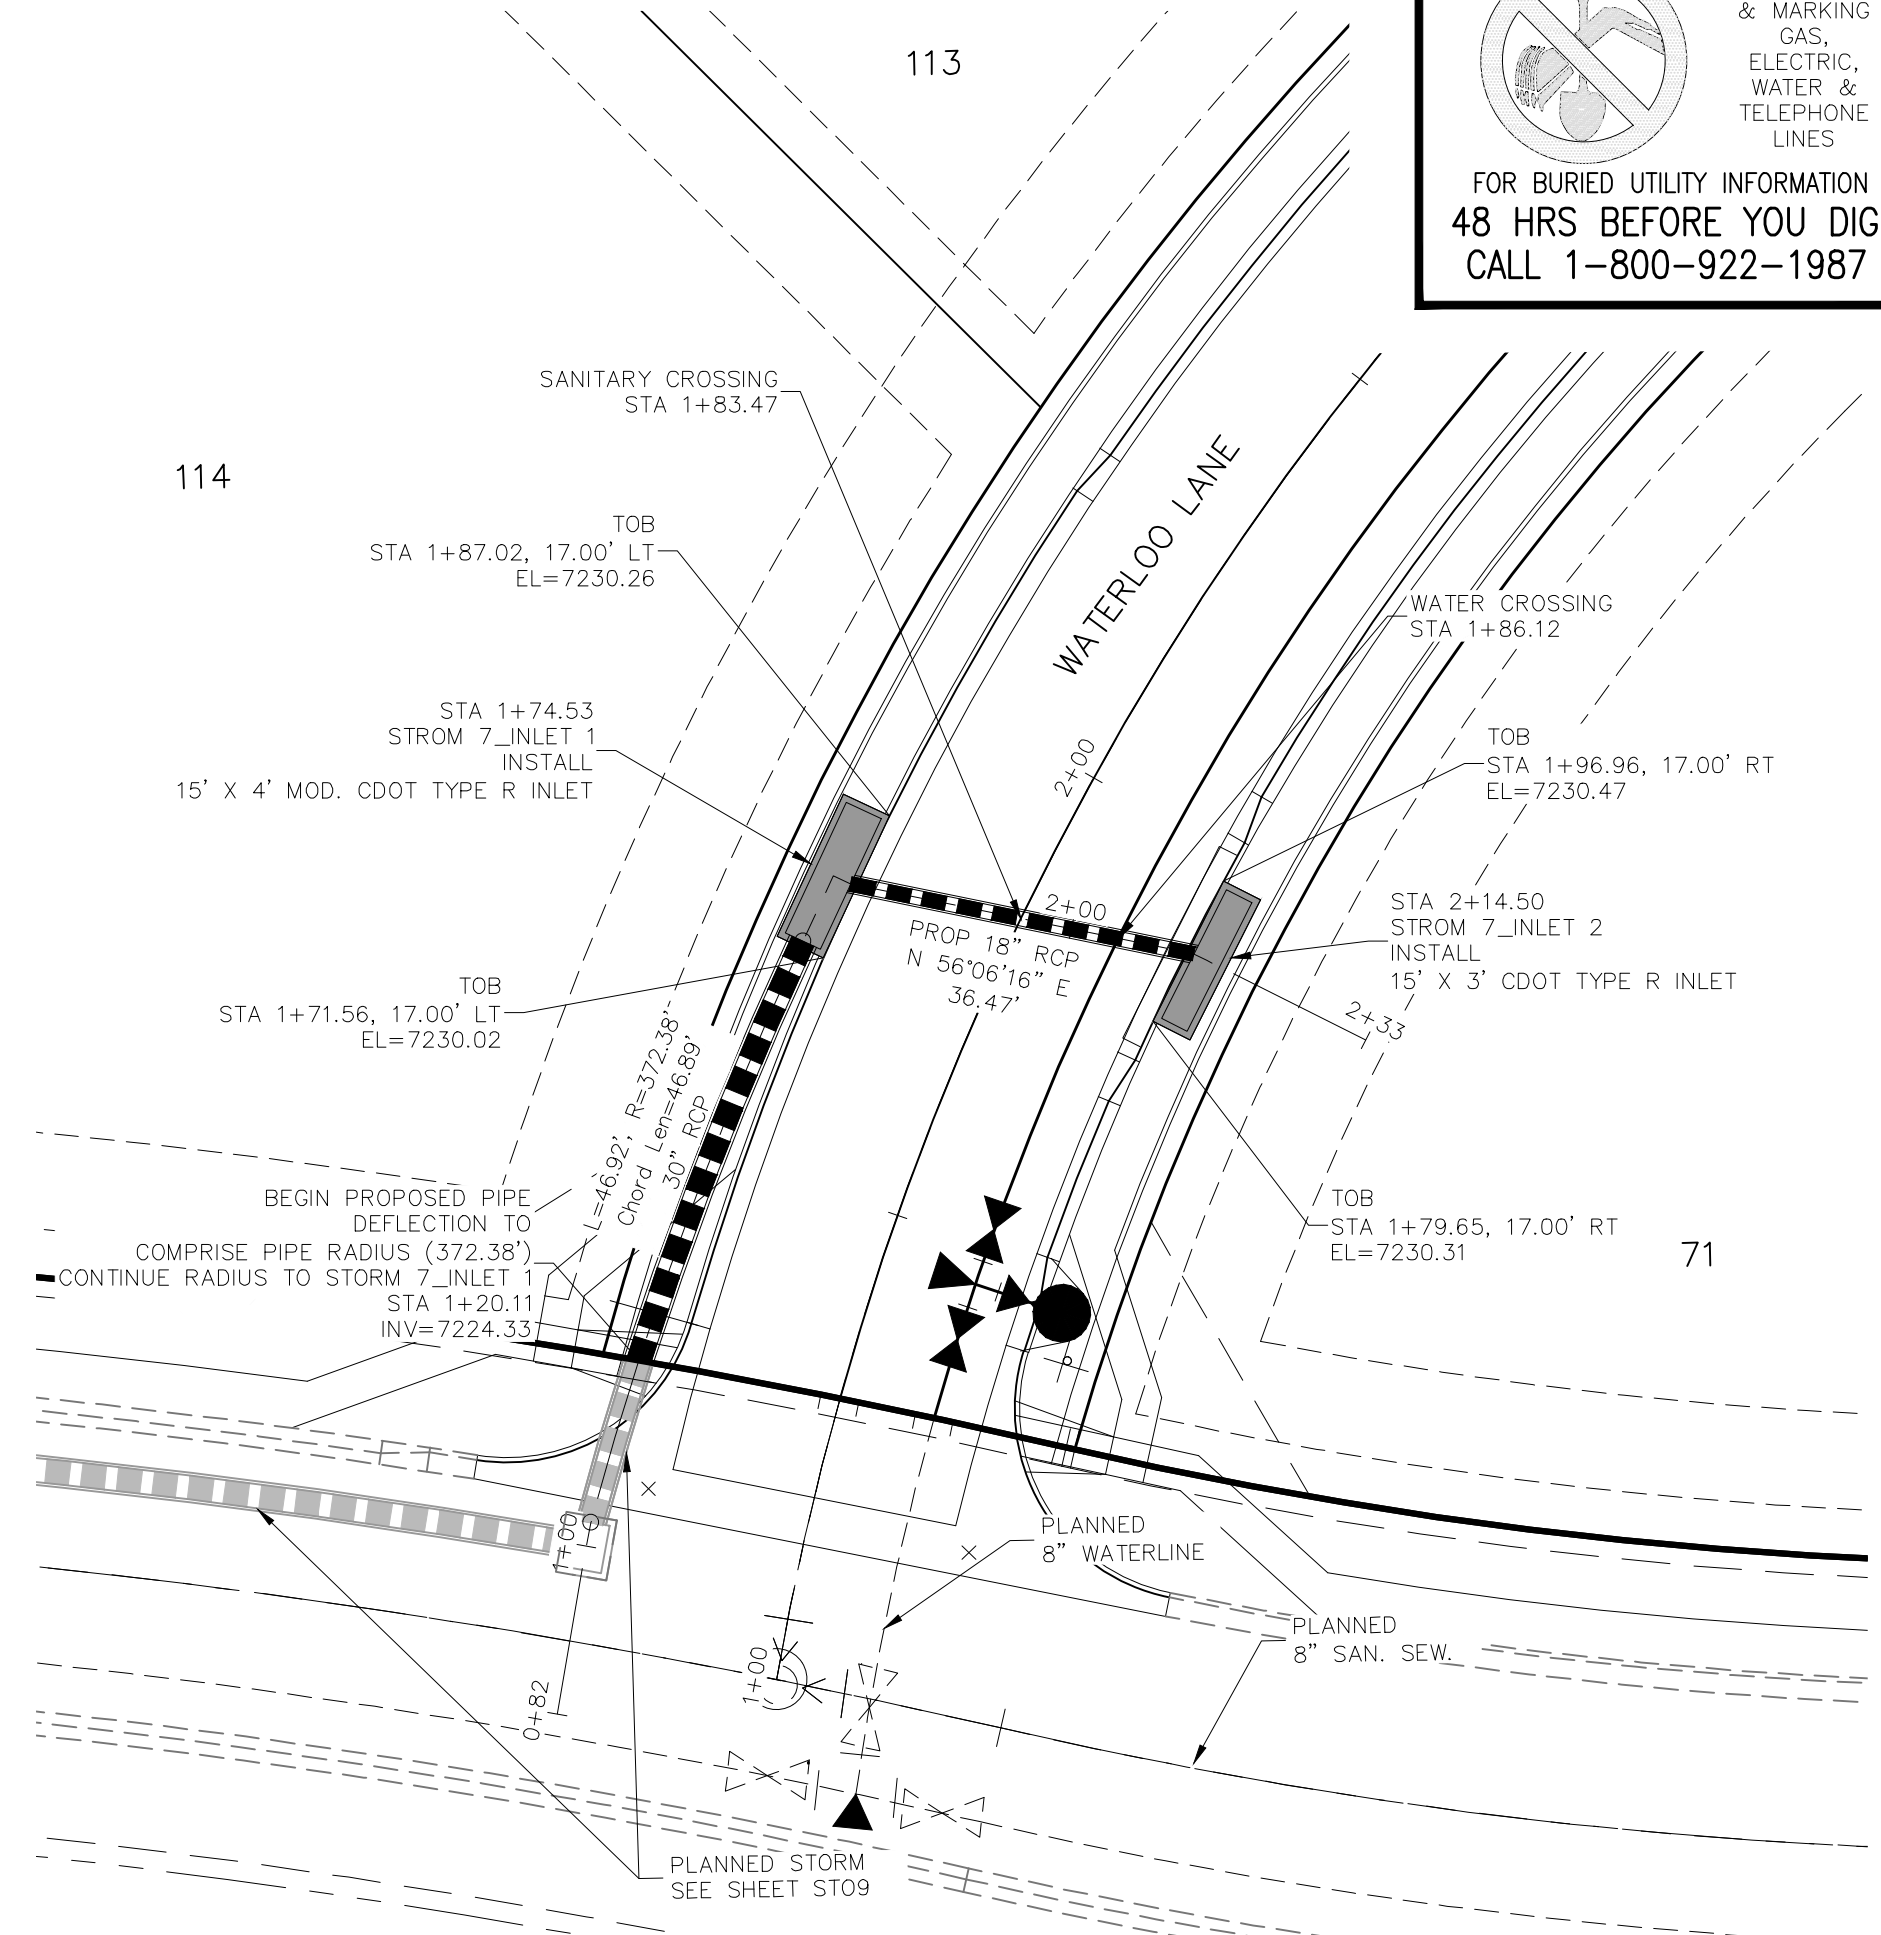 & MARKING
GAS,
ELECTRIC,
WATER &
TELEPHONE
LINES
FOR BURIED UTILITY INFORMATION
48 HRS BEFORE YOU DIG
CALL 1-800-922-1987
113
114
SANITARY CROSSING
STA 1+83.47
TOB
STA 1+87.02, 17.00' LT
EL=7230.26
WATERLOO LANE
WATER CROSSING
STA 1+86.12
STA 1+74.53
STROM 7_INLET 1
INSTALL
15' X 4' MOD. CDOT TYPE R INLET
2+00
TOB
STA 1+96.96, 17.00' RT
EL=7230.47
2+00
PROP 18" RCP
N 56°06'16" E
36.47'
STA 2+14.50
STROM 7_INLET 2
INSTALL
15' X 3' CDOT TYPE R INLET
2+33
TOB
STA 1+71.56, 17.00' LT
EL=7230.02
L=46.92', R=372.38'
Chord Len=46.89'
30" RCP
BEGIN PROPOSED PIPE
DEFLECTION TO
COMPRISE PIPE RADIUS (372.38')
CONTINUE RADIUS TO STORM 7_INLET 1
STA 1+20.11
INV=7224.33
TOB
STA 1+79.65, 17.00' RT
EL=7230.31
71
1+00
PLANNED
8" WATERLINE
PLANNED
8" SAN. SEW.
1+00
0+82
PLANNED STORM
SEE SHEET ST09